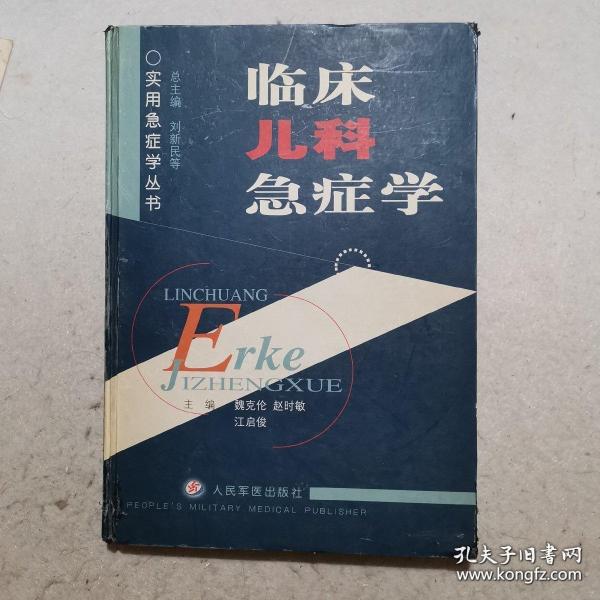 实用急症学丛书
总主编 刘新民等
临床
儿科
急症学
LINCHUANG
Erke
JIZHENGXUE
主 编 魏克伦 赵时敏
江启俊
人民军医出版社
PEOPLE'S MILITARY MEDICAL PUBLISHER
孔夫子旧书网
www.kongfz.com